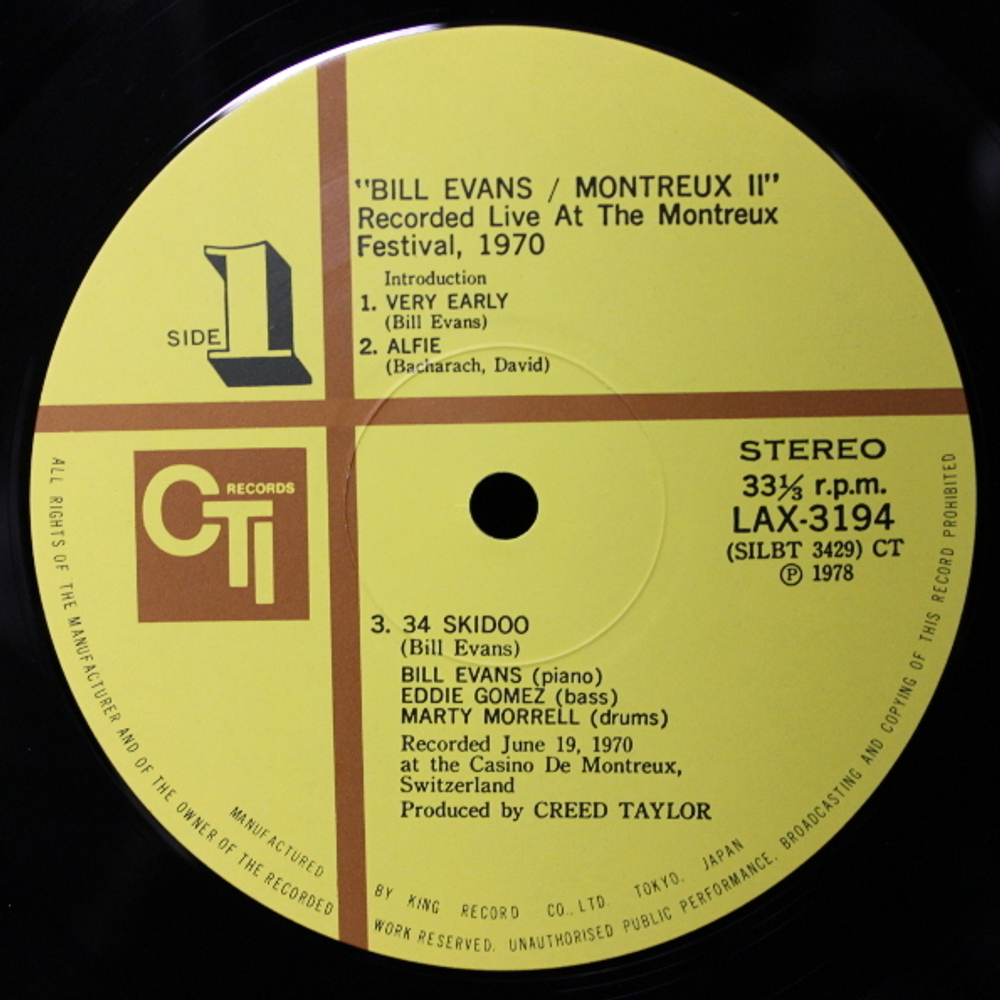 "BILL EVANS / MONTREUX II"
Recorded Live At The Montreux
Festival, 1970
Introduction
1. VERY EARLY
(Bill Evans)
2. ALFIE
(Bacharach, David)
SIDE 1
CTI RECORDS
STEREO
33⅓ r.p.m.
LAX-3194
(SILBT 3429) CT
Ⓟ 1978
3. 34 SKIDOO
(Bill Evans)
BILL EVANS (piano)
EDDIE GOMEZ (bass)
MARTY MORRELL (drums)
Recorded June 19, 1970
at the Casino De Montreux,
Switzerland
Produced by CREED TAYLOR
MANUFACTURED BY KING RECORD CO., LTD. TOKYO, JAPAN
ALL RIGHTS OF THE MANUFACTURER AND OF THE OWNER OF THE RECORDED WORK RESERVED. UNAUTHORISED PUBLIC PERFORMANCE. BROADCASTING AND COPYING OF THIS RECORD PROHIBITED